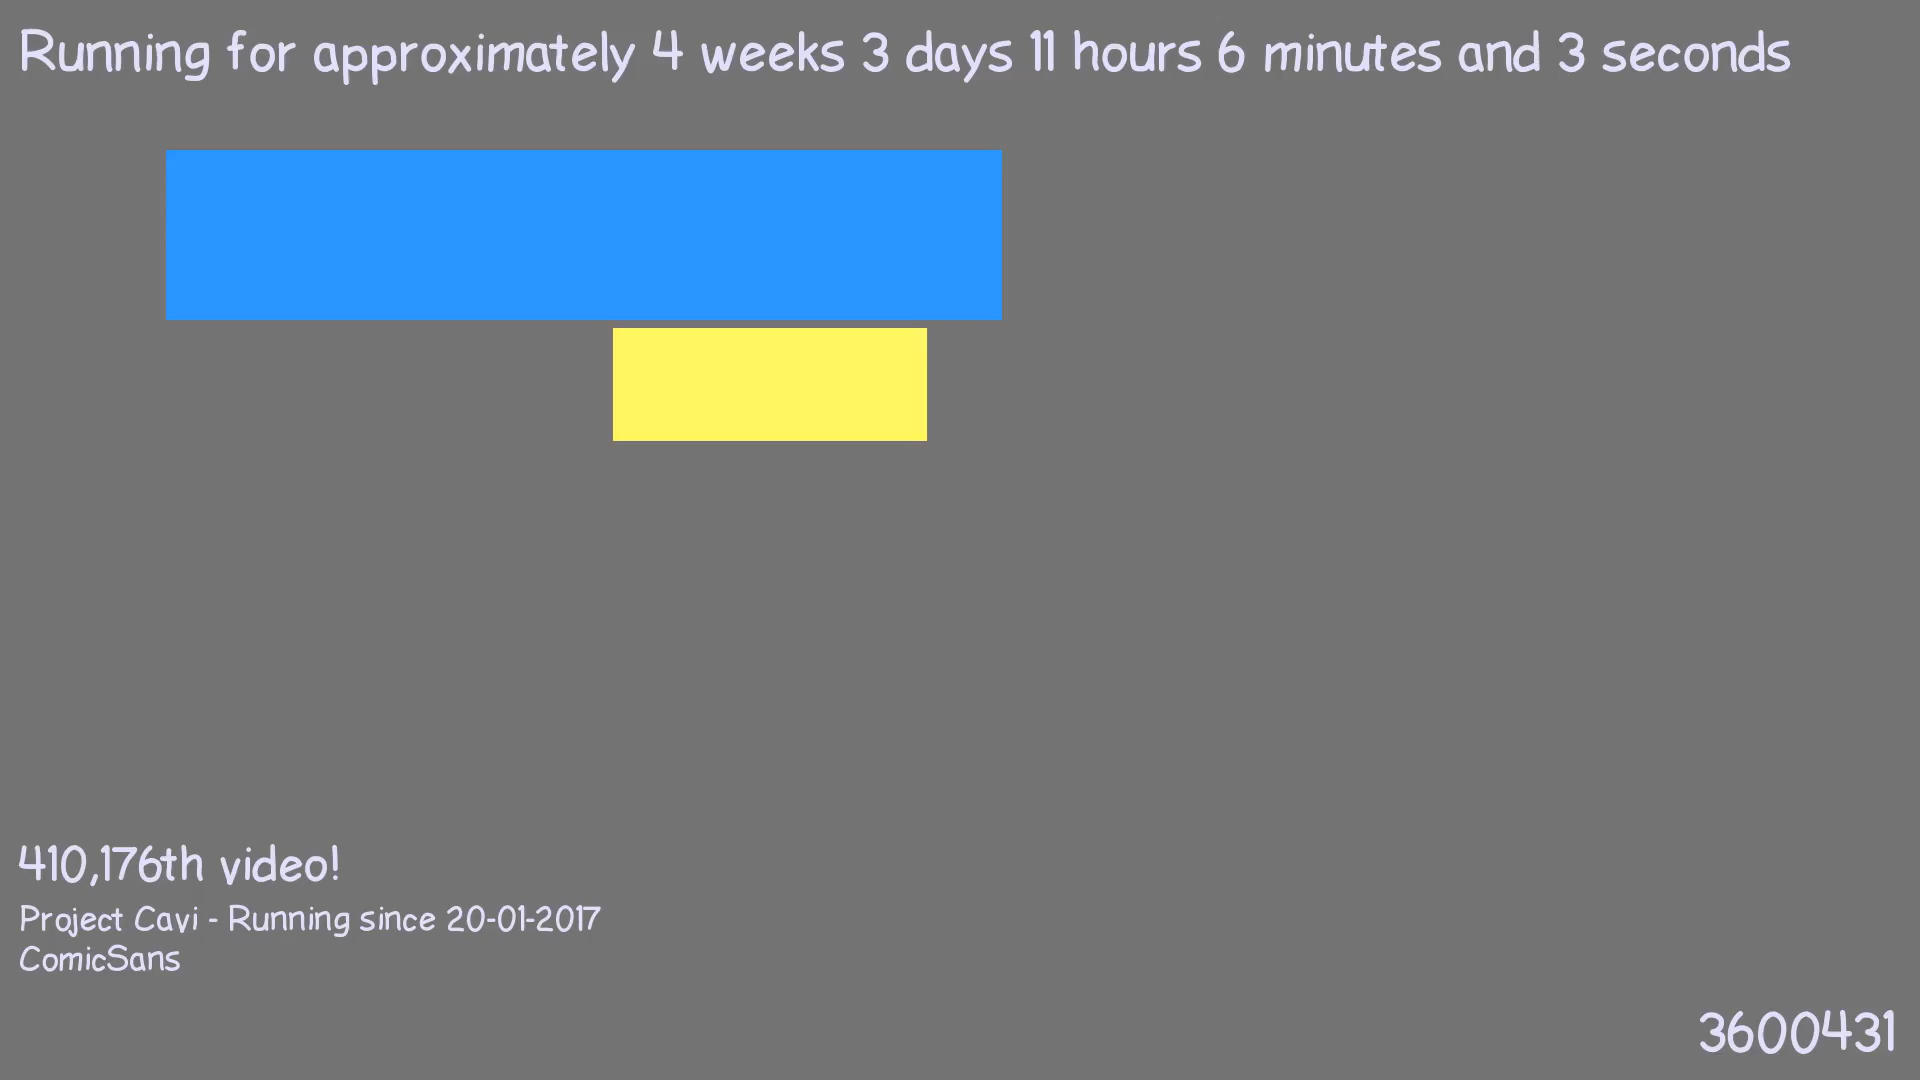 Running for approximately 4 weeks 3 days 11 hours 6 minutes and 3 seconds
410,176th video!
Project Cavi - Running since 20-01-2017
ComicSans
3600431